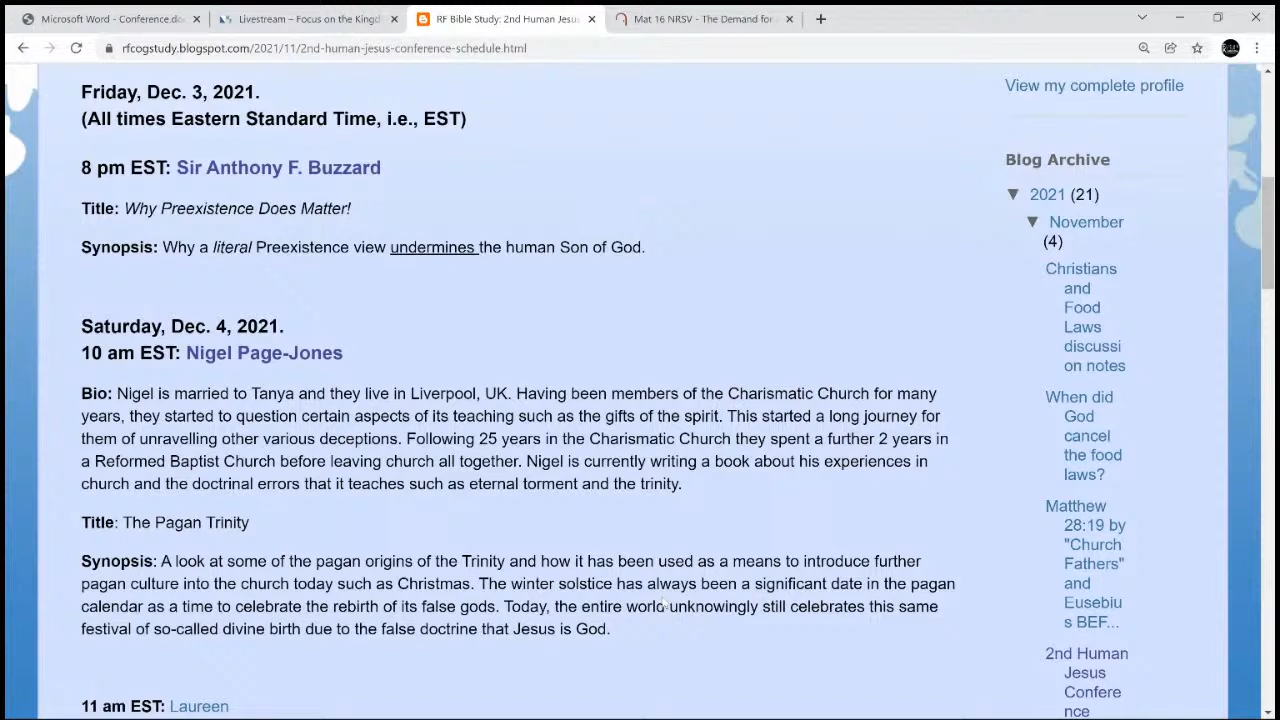 Microsoft Word - Conference.do
Livestream – Focus on the Kingd
RF Bible Study: 2nd Human Jesu
Mat 16 NRSV - The Demand for
rfcogstudy.blogspot.com/2021/11/2nd-human-jesus-conference-schedule.html
Friday, Dec. 3, 2021.
(All times Eastern Standard Time, i.e., EST)
8 pm EST: Sir Anthony F. Buzzard
Title: Why Preexistence Does Matter!
Synopsis: Why a literal Preexistence view undermines the human Son of God.
Saturday, Dec. 4, 2021.
10 am EST: Nigel Page-Jones
Bio: Nigel is married to Tanya and they live in Liverpool, UK. Having been members of the Charismatic Church for many
years, they started to question certain aspects of its teaching such as the gifts of the spirit. This started a long journey for
them of unravelling other various deceptions. Following 25 years in the Charismatic Church they spent a further 2 years in
a Reformed Baptist Church before leaving church all together. Nigel is currently writing a book about his experiences in
church and the doctrinal errors that it teaches such as eternal torment and the trinity.
Title: The Pagan Trinity
Synopsis: A look at some of the pagan origins of the Trinity and how it has been used as a means to introduce further
pagan culture into the church today such as Christmas. The winter solstice has always been a significant date in the pagan
calendar as a time to celebrate the rebirth of its false gods. Today, the entire world unknowingly still celebrates this same
festival of so-called divine birth due to the false doctrine that Jesus is God.
11 am EST: Laureen
View my complete profile
Blog Archive
▼ 2021 (21)
▼ November
(4)
Christians
and
Food
Laws
discussi
on notes
When did
God
cancel
the food
laws?
Matthew
28:19 by
"Church
Fathers"
and
Eusebiu
s BEF...
2nd Human
Jesus
Confere
nce